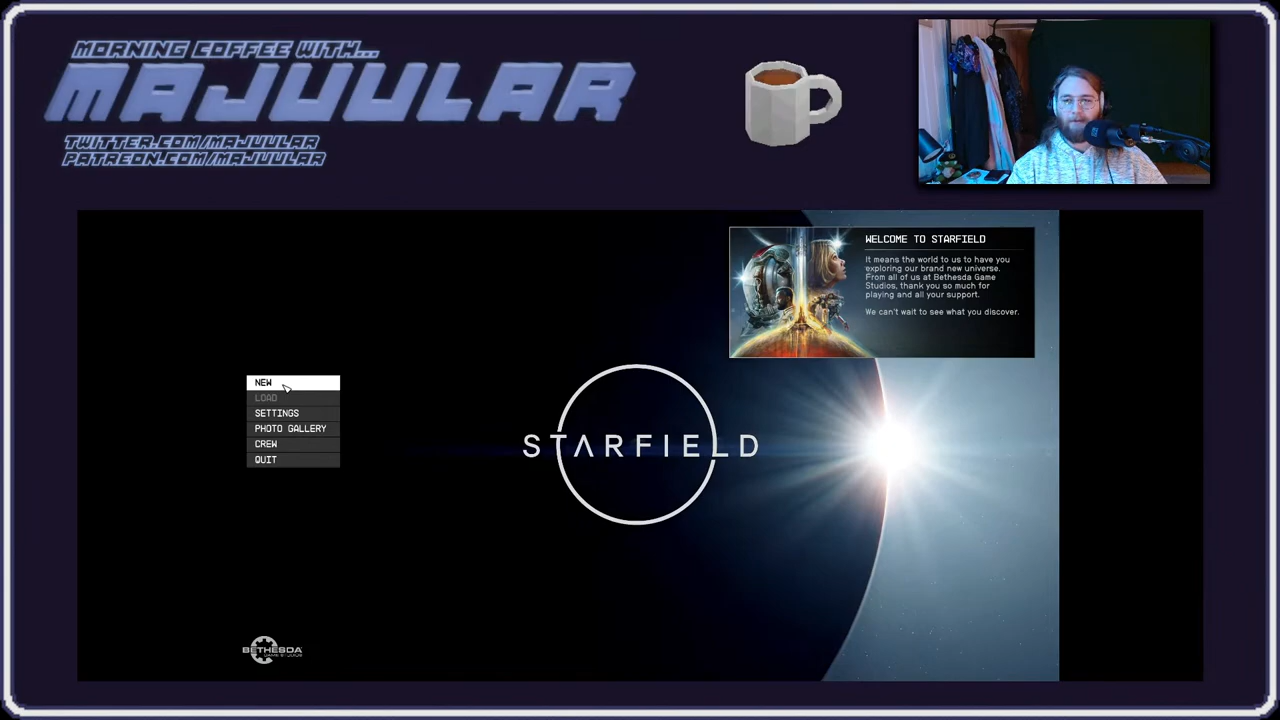 MORNING COFFEE WITH...
MAJUULAR
TWITTER.COM/MAJUULAR
PATREON.COM/MAJUULAR
WELCOME TO STARFIELD
It means the world to us to have you
exploring our brand new universe.
From all of us at Bethesda Game
Studios, thank you so much for
playing and all your support.
We can't wait to see what you discover.
NEW
LOAD
SETTINGS
PHOTO GALLERY
CREW
QUIT
STARFIELD
BETHESDA
GAME STUDIOS